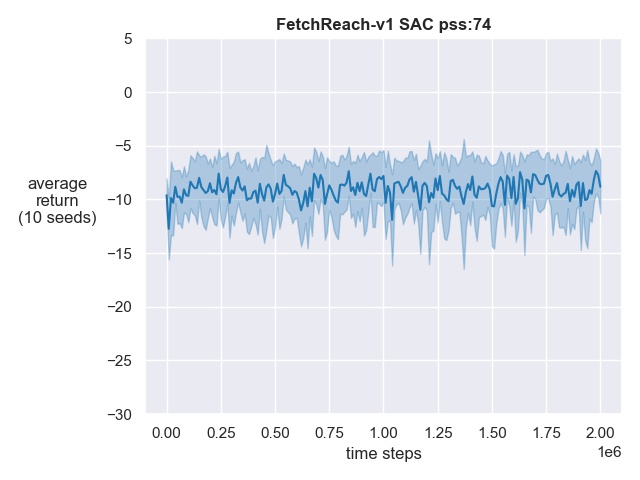 FetchReach-v1 SAC pss:74
5
0
−5
−10
−15
−20
−25
−30
average
return
(10 seeds)
0.00 0.25 0.50 0.75 1.00 1.25 1.50 1.75 2.00
1e6
time steps